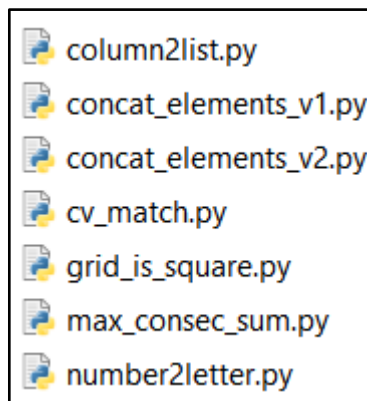 column2list.py
concat_elements_v1.py
concat_elements_v2.py
cv_match.py
grid_is_square.py
max_consec_sum.py
number2letter.py